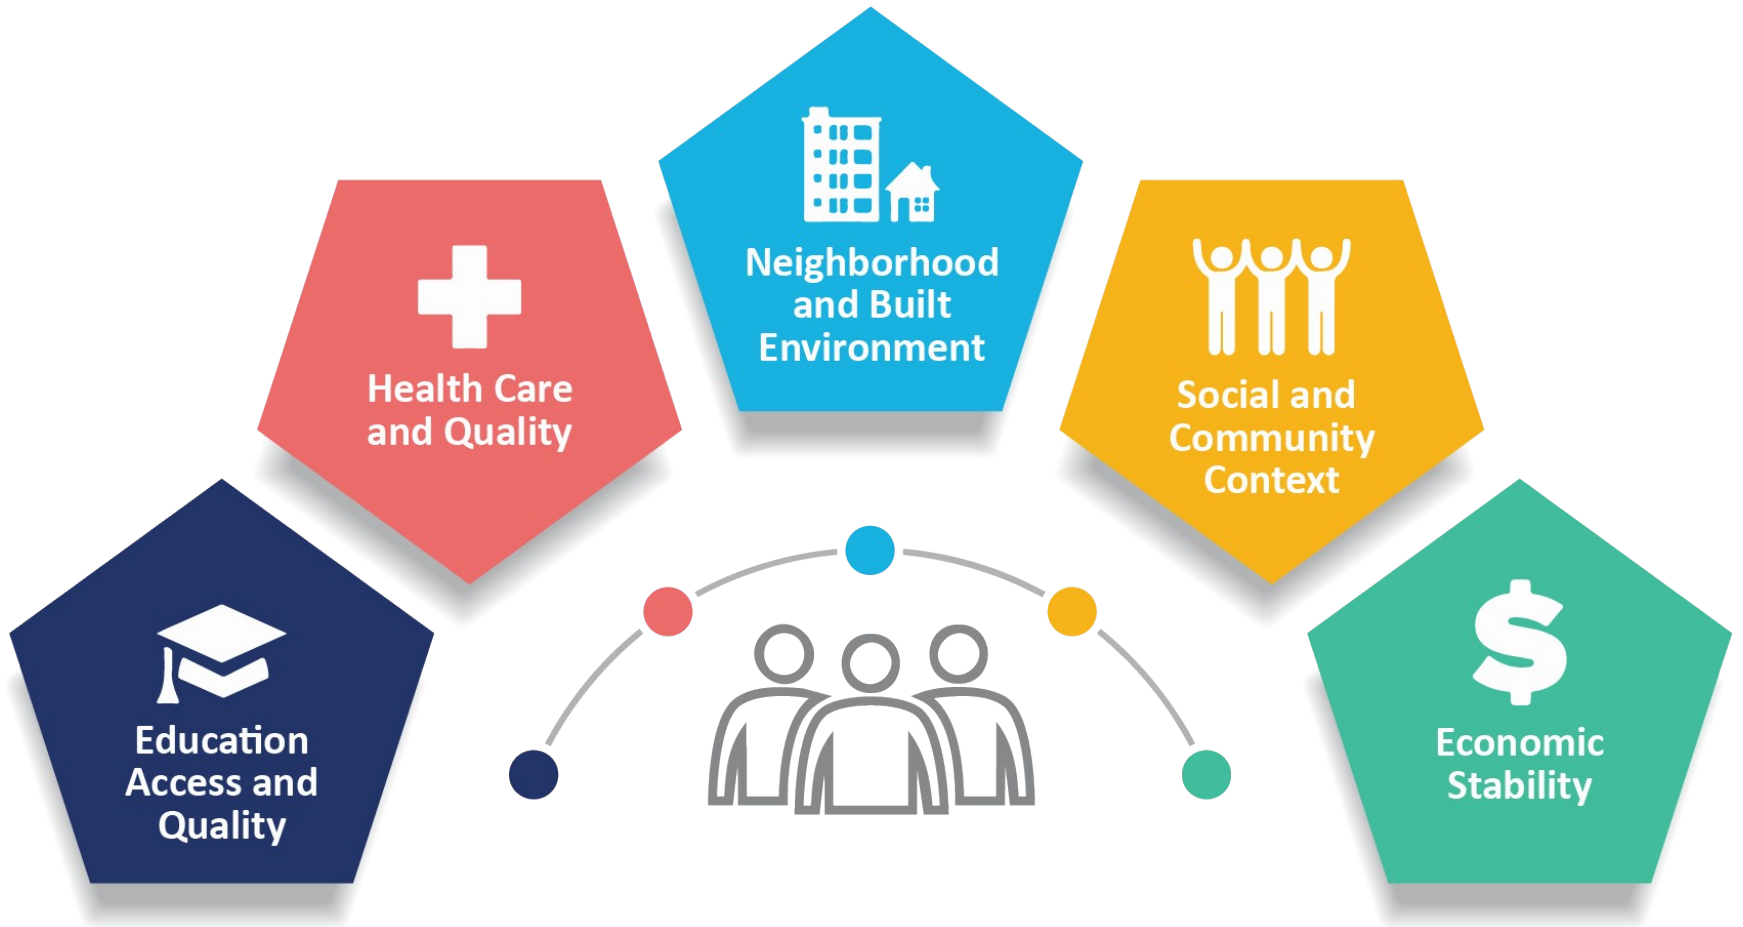 Neighborhood
and Built
Environment
Health Care
and Quality
Social and
Community
Context
Education
Access and
Quality
Economic
Stability